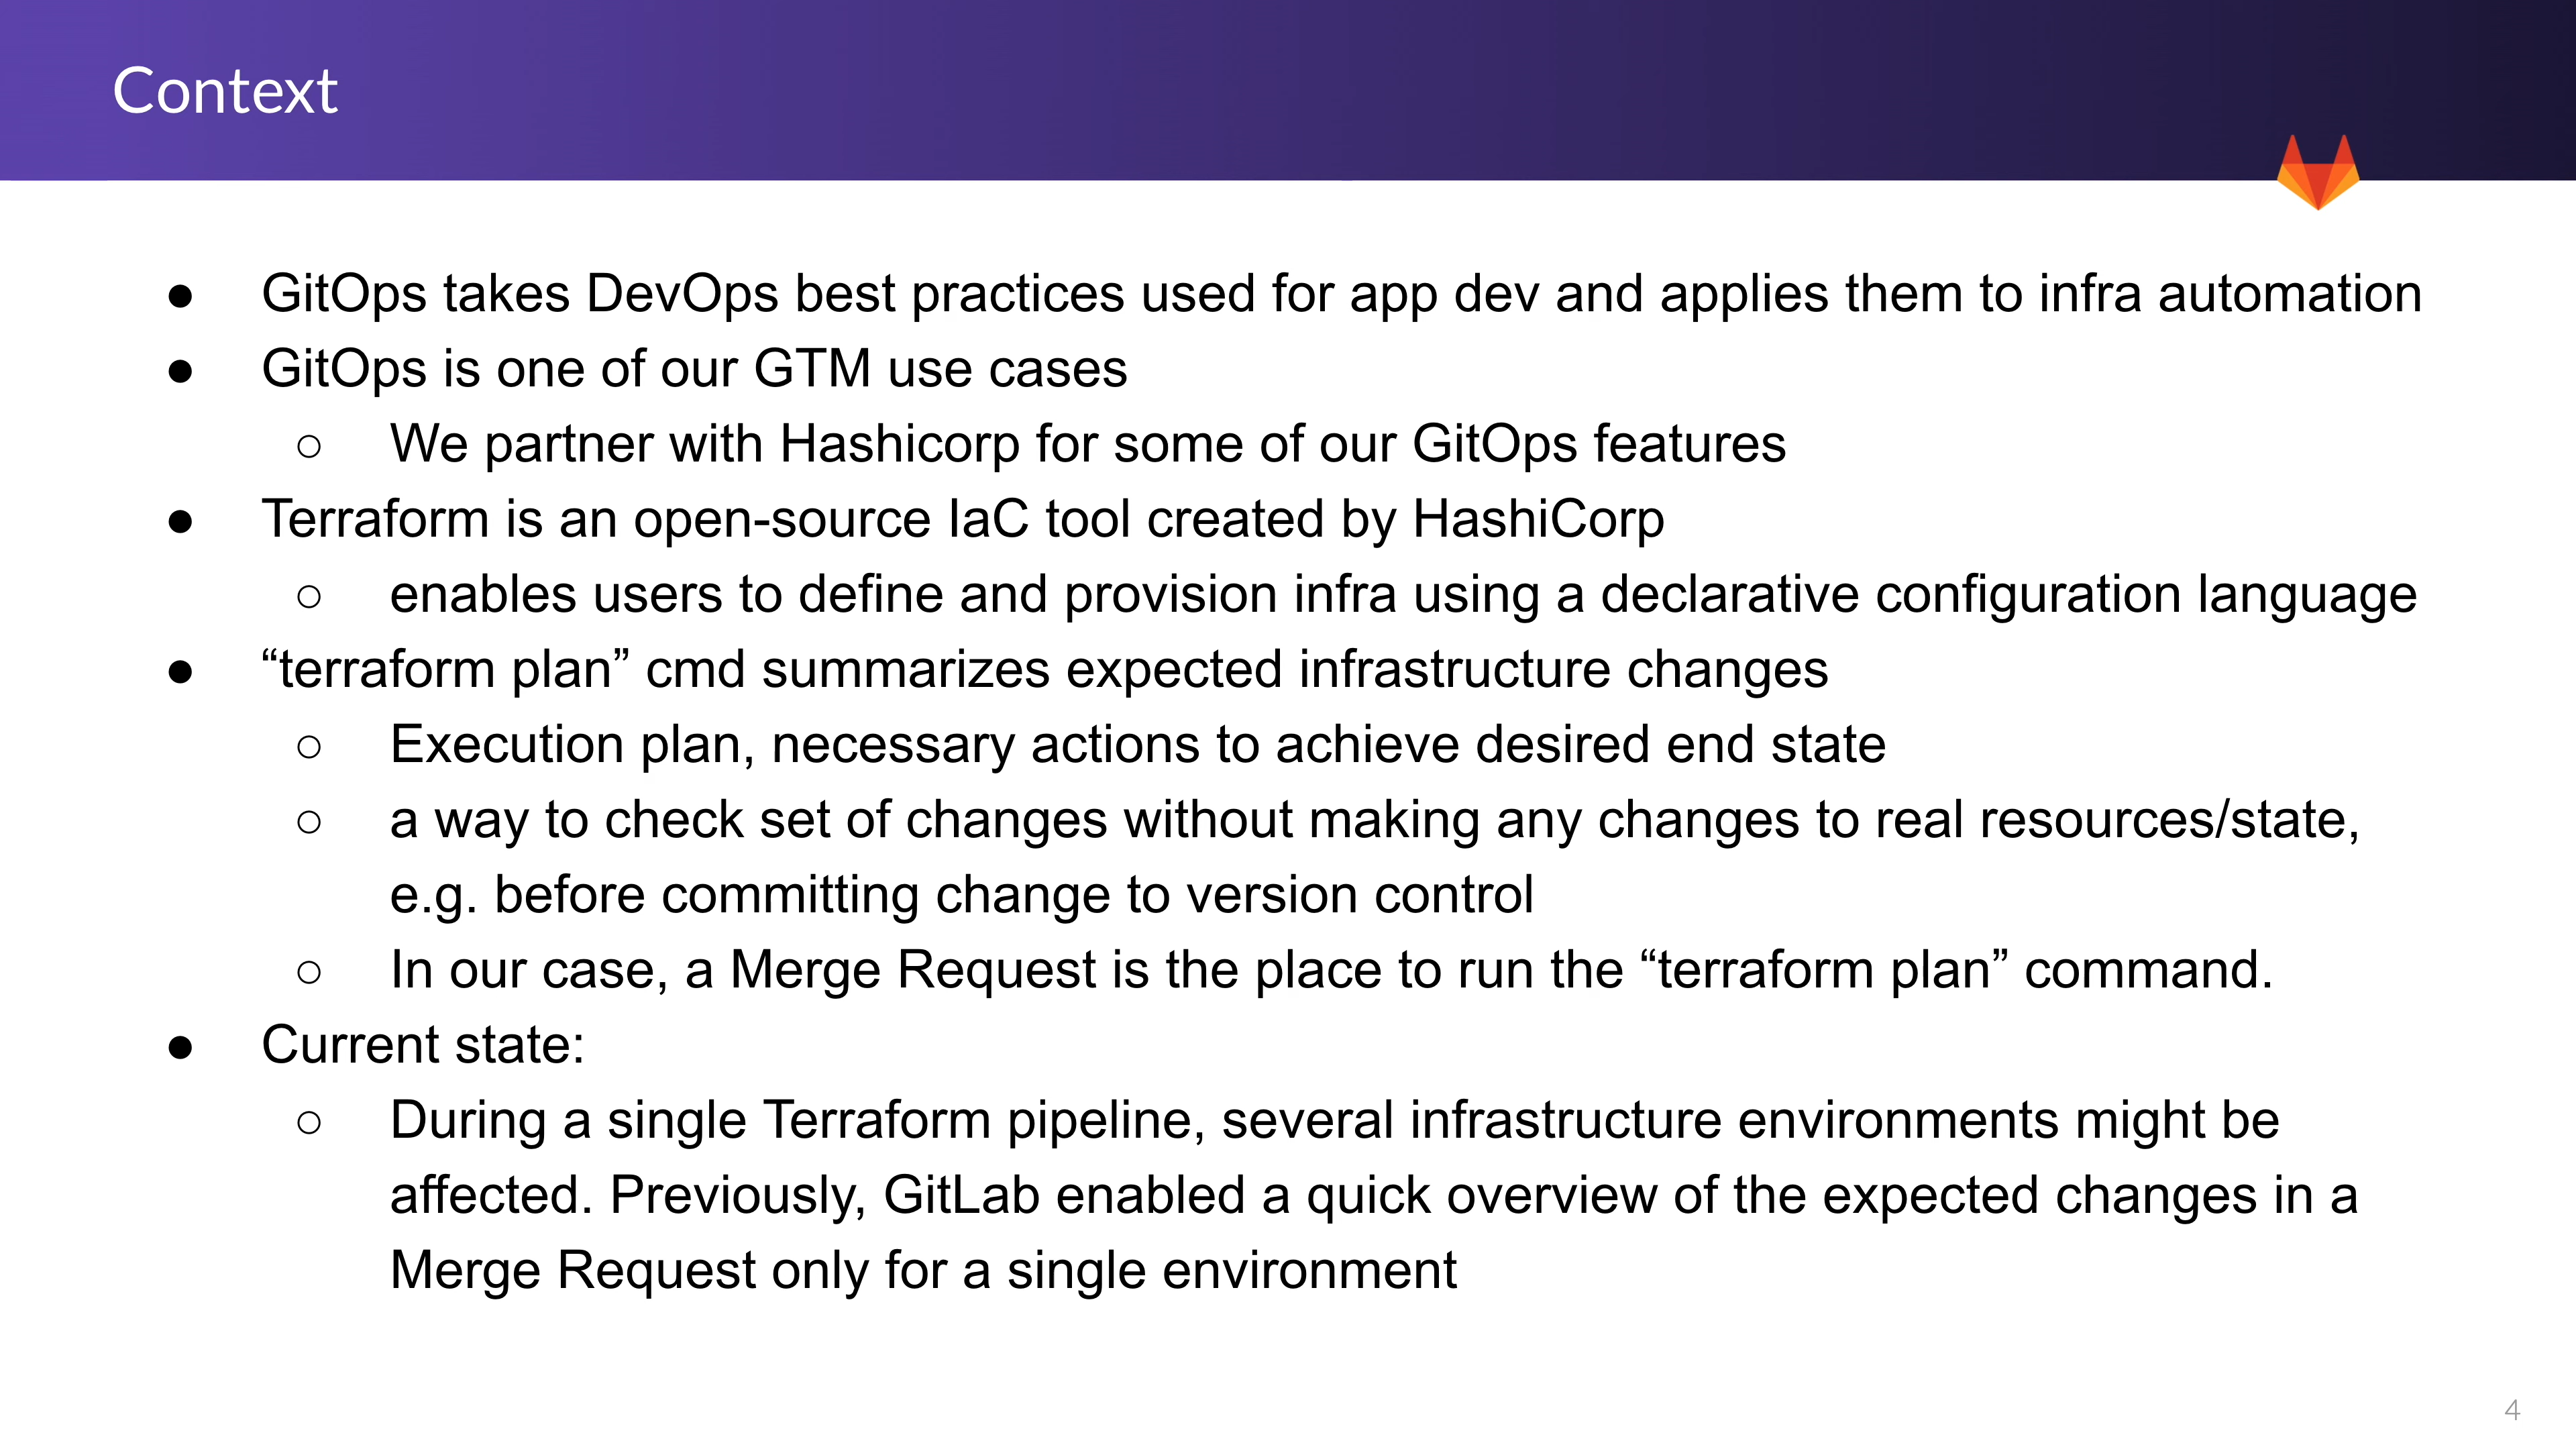 Context
● GitOps takes DevOps best practices used for app dev and applies them to infra automation
● GitOps is one of our GTM use cases
○ We partner with Hashicorp for some of our GitOps features
● Terraform is an open-source IaC tool created by HashiCorp
○ enables users to define and provision infra using a declarative configuration language
● “terraform plan” cmd summarizes expected infrastructure changes
○ Execution plan, necessary actions to achieve desired end state
○ a way to check set of changes without making any changes to real resources/state,
e.g. before committing change to version control
○ In our case, a Merge Request is the place to run the “terraform plan” command.
● Current state:
○ During a single Terraform pipeline, several infrastructure environments might be
affected. Previously, GitLab enabled a quick overview of the expected changes in a
Merge Request only for a single environment
4